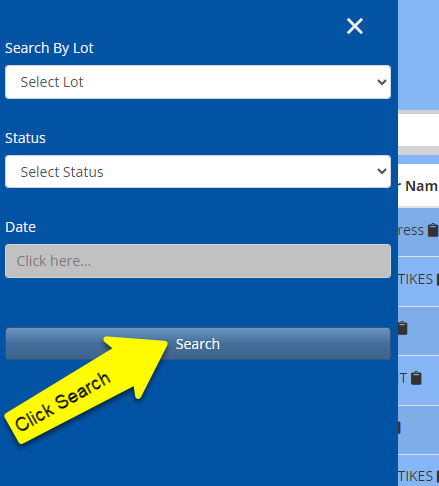 ×
Search By Lot
Select Lot
Status
Select Status
r Nam
Date
ress
Click here...
TIKES
Search
T
Click Search
TIKES